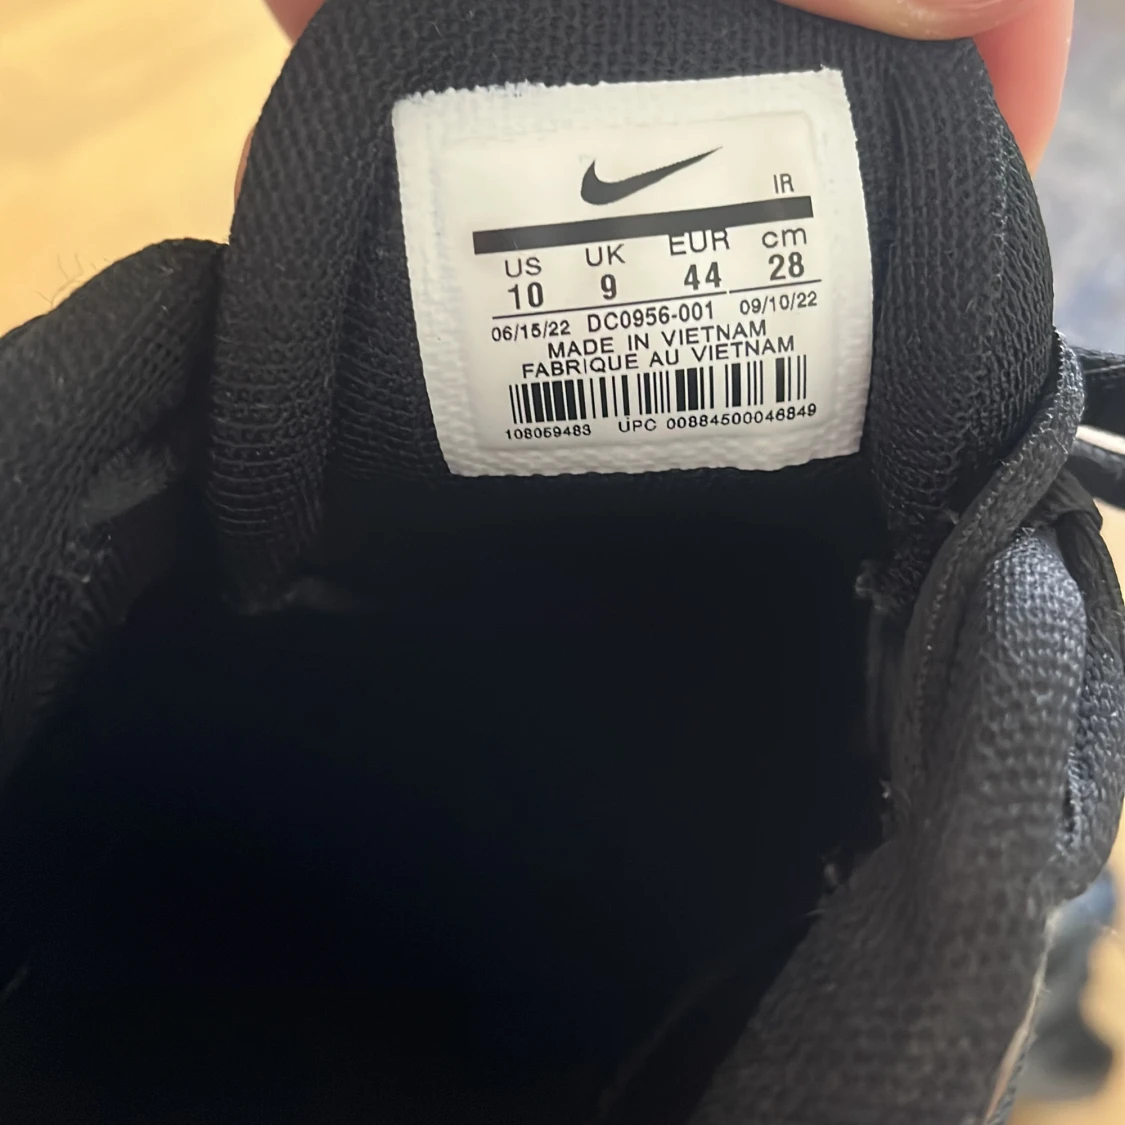 IR
US UK EUR cm
10 9 44 28
06/15/22 DC0956-001 09/10/22
MADE IN VIETNAM
FABRIQUE AU VIETNAM
108059483 UPC 00884500046849